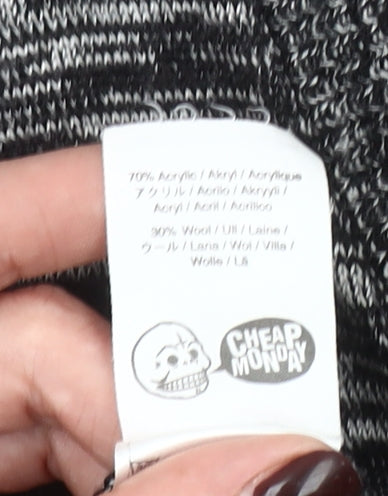 70% Acrylic / Akryl / Acrylique
アクリル / Acrilo / Akryyli /
Acryl / Acril / Acrilico
30% Wool / Ull / Laine /
ウール / Lana / Wol / Villa /
Wolle / Lã
CHEAP
MONDAY